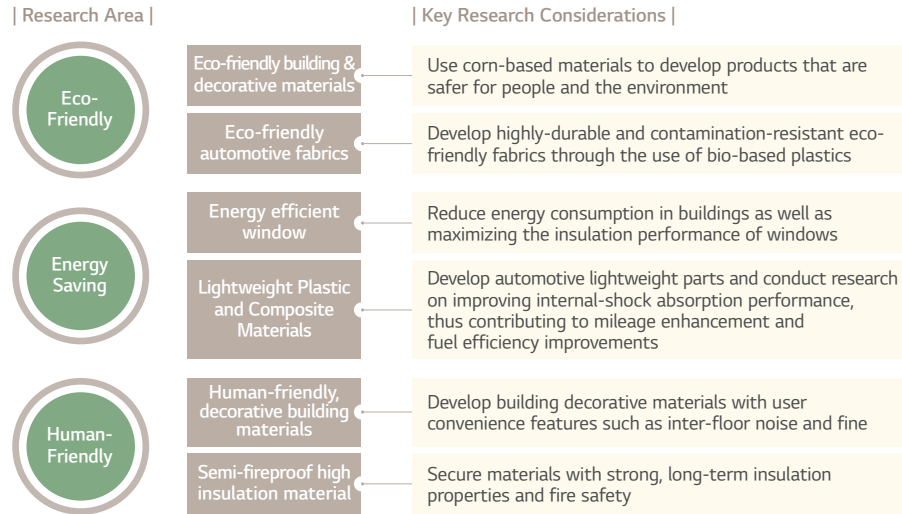 | Research Area |
| Key Research Considerations |
Eco-
Friendly
Eco-friendly building &
decorative materials
Use corn-based materials to develop products that are
safer for people and the environment
Eco-friendly
automotive fabrics
Develop highly-durable and contamination-resistant eco-
friendly fabrics through the use of bio-based plastics
Energy
Saving
Energy efficient
window
Reduce energy consumption in buildings as well as
maximizing the insulation performance of windows
Lightweight Plastic
and Composite
Materials
Develop automotive lightweight parts and conduct research
on improving internal-shock absorption performance,
thus contributing to mileage enhancement and
fuel efficiency improvements
Human-
Friendly
Human-friendly,
decorative building
materials
Develop building decorative materials with user
convenience features such as inter-floor noise and fine
Semi-fireproof high
insulation material
Secure materials with strong, long-term insulation
properties and fire safety